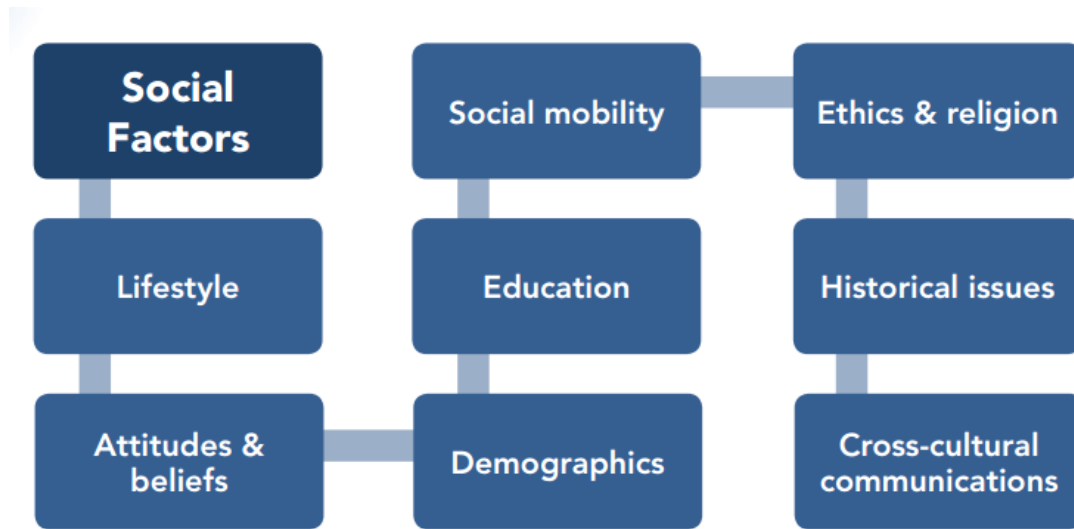 Social
Factors
Lifestyle
Attitudes &
beliefs
Demographics
Education
Social mobility
Ethics & religion
Historical issues
Cross-cultural
communications